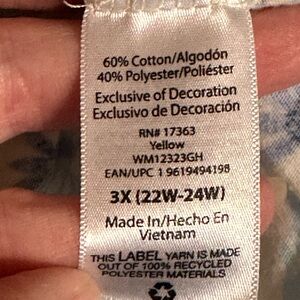 60% Cotton/Algodón
40% Polyester/Poliéster
Exclusive of Decoration
Exclusivo de Decoración
RN# 17363
Yellow
WM12323GH
EAN/UPC 1 9619494198
3X (22W-24W)
Made In/Hecho En
Vietnam
THIS LABEL YARN IS MADE
OUT OF 100% RECYCLED
POLYESTER MATERIALS